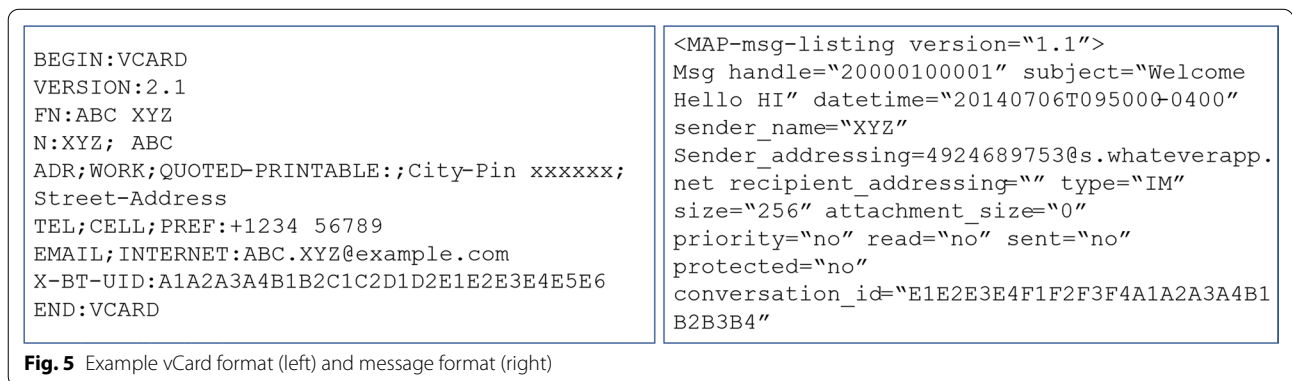 BEGIN:VCARD
VERSION:2.1
FN:ABC XYZ
N:XYZ; ABC
ADR;WORK;QUOTED-PRINTABLE:;City-Pin xxxxxx;
Street-Address
TEL;CELL;PREF:+1234 56789
EMAIL;INTERNET:ABC.XYZ@example.com
X-BT-UID:A1A2A3A4B1B2C1C2D1D2E1E2E3E4E5E6
END:VCARD
<MAP-msg-listing version=“1.1”>
Msg handle=“20000100001” subject=“Welcome
Hello HI” datetime=“20140706T095000-0400”
sender_name=“XYZ”
Sender_addressing=4924689753@s.whateverapp.
net recipient_addressing=“” type=“IM”
size=“256” attachment_size=“0”
priority=“no” read=“no” sent=“no”
protected=“no”
conversation_id=“E1E2E3E4F1F2F3F4A1A2A3A4B1
B2B3B4”
Fig. 5 Example vCard format (left) and message format (right)